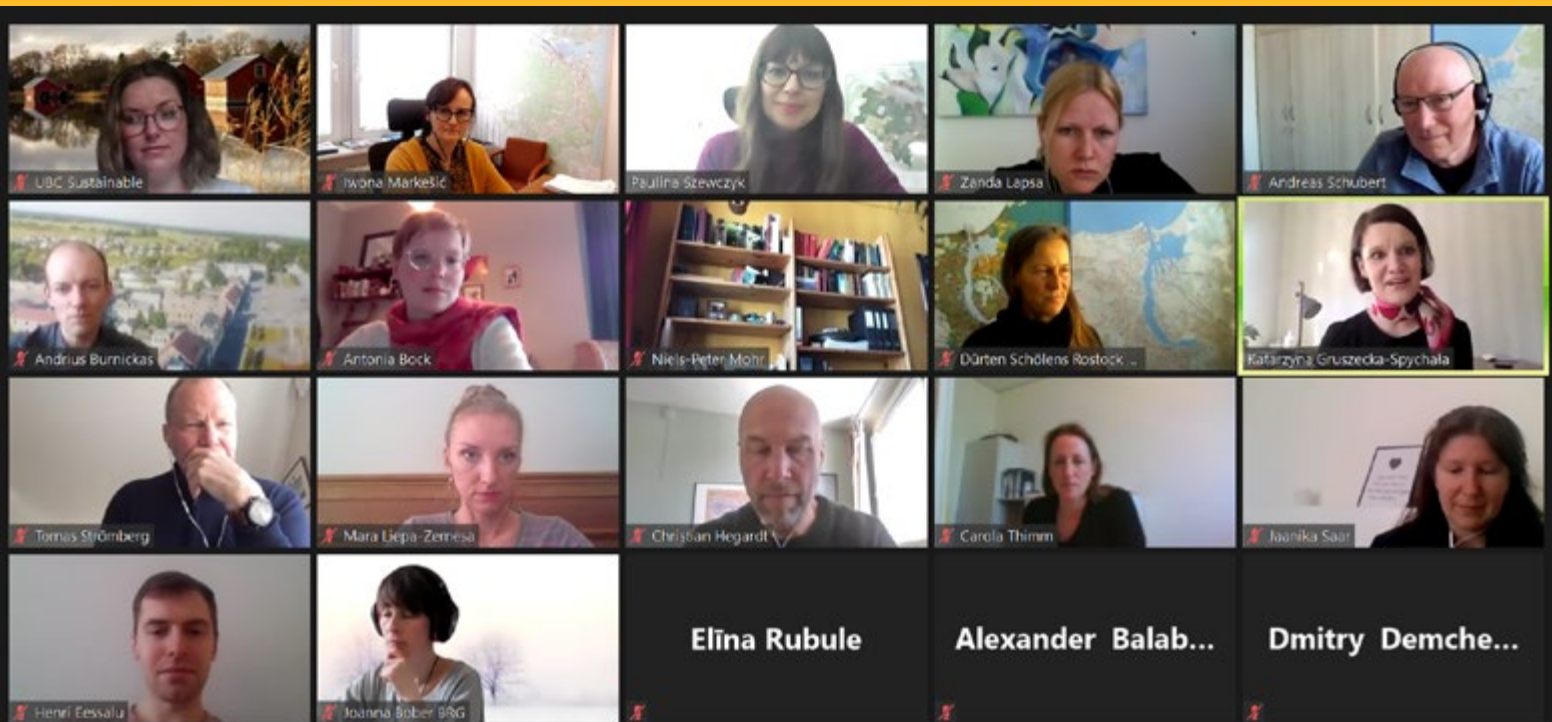 UBC Sustainable
Iwona Markešić
Paulina Szewczyk
Zanda Lapsa
Andreas Schubert
Andrius Burnickas
Antonia Bock
Niels-Peter Mohr
Dürten Schölens Rostock ...
Katarzyna Gruszecka-Spychała
Tomas Strömberg
Mara Liepa-Zemesa
Christian Hegardt
Carola Thimm
Jaanika Saar
Henri Eessalu
Joanna Bober BRG
Elīna Rubule
Alexander Balab...
Dmitry Demche...